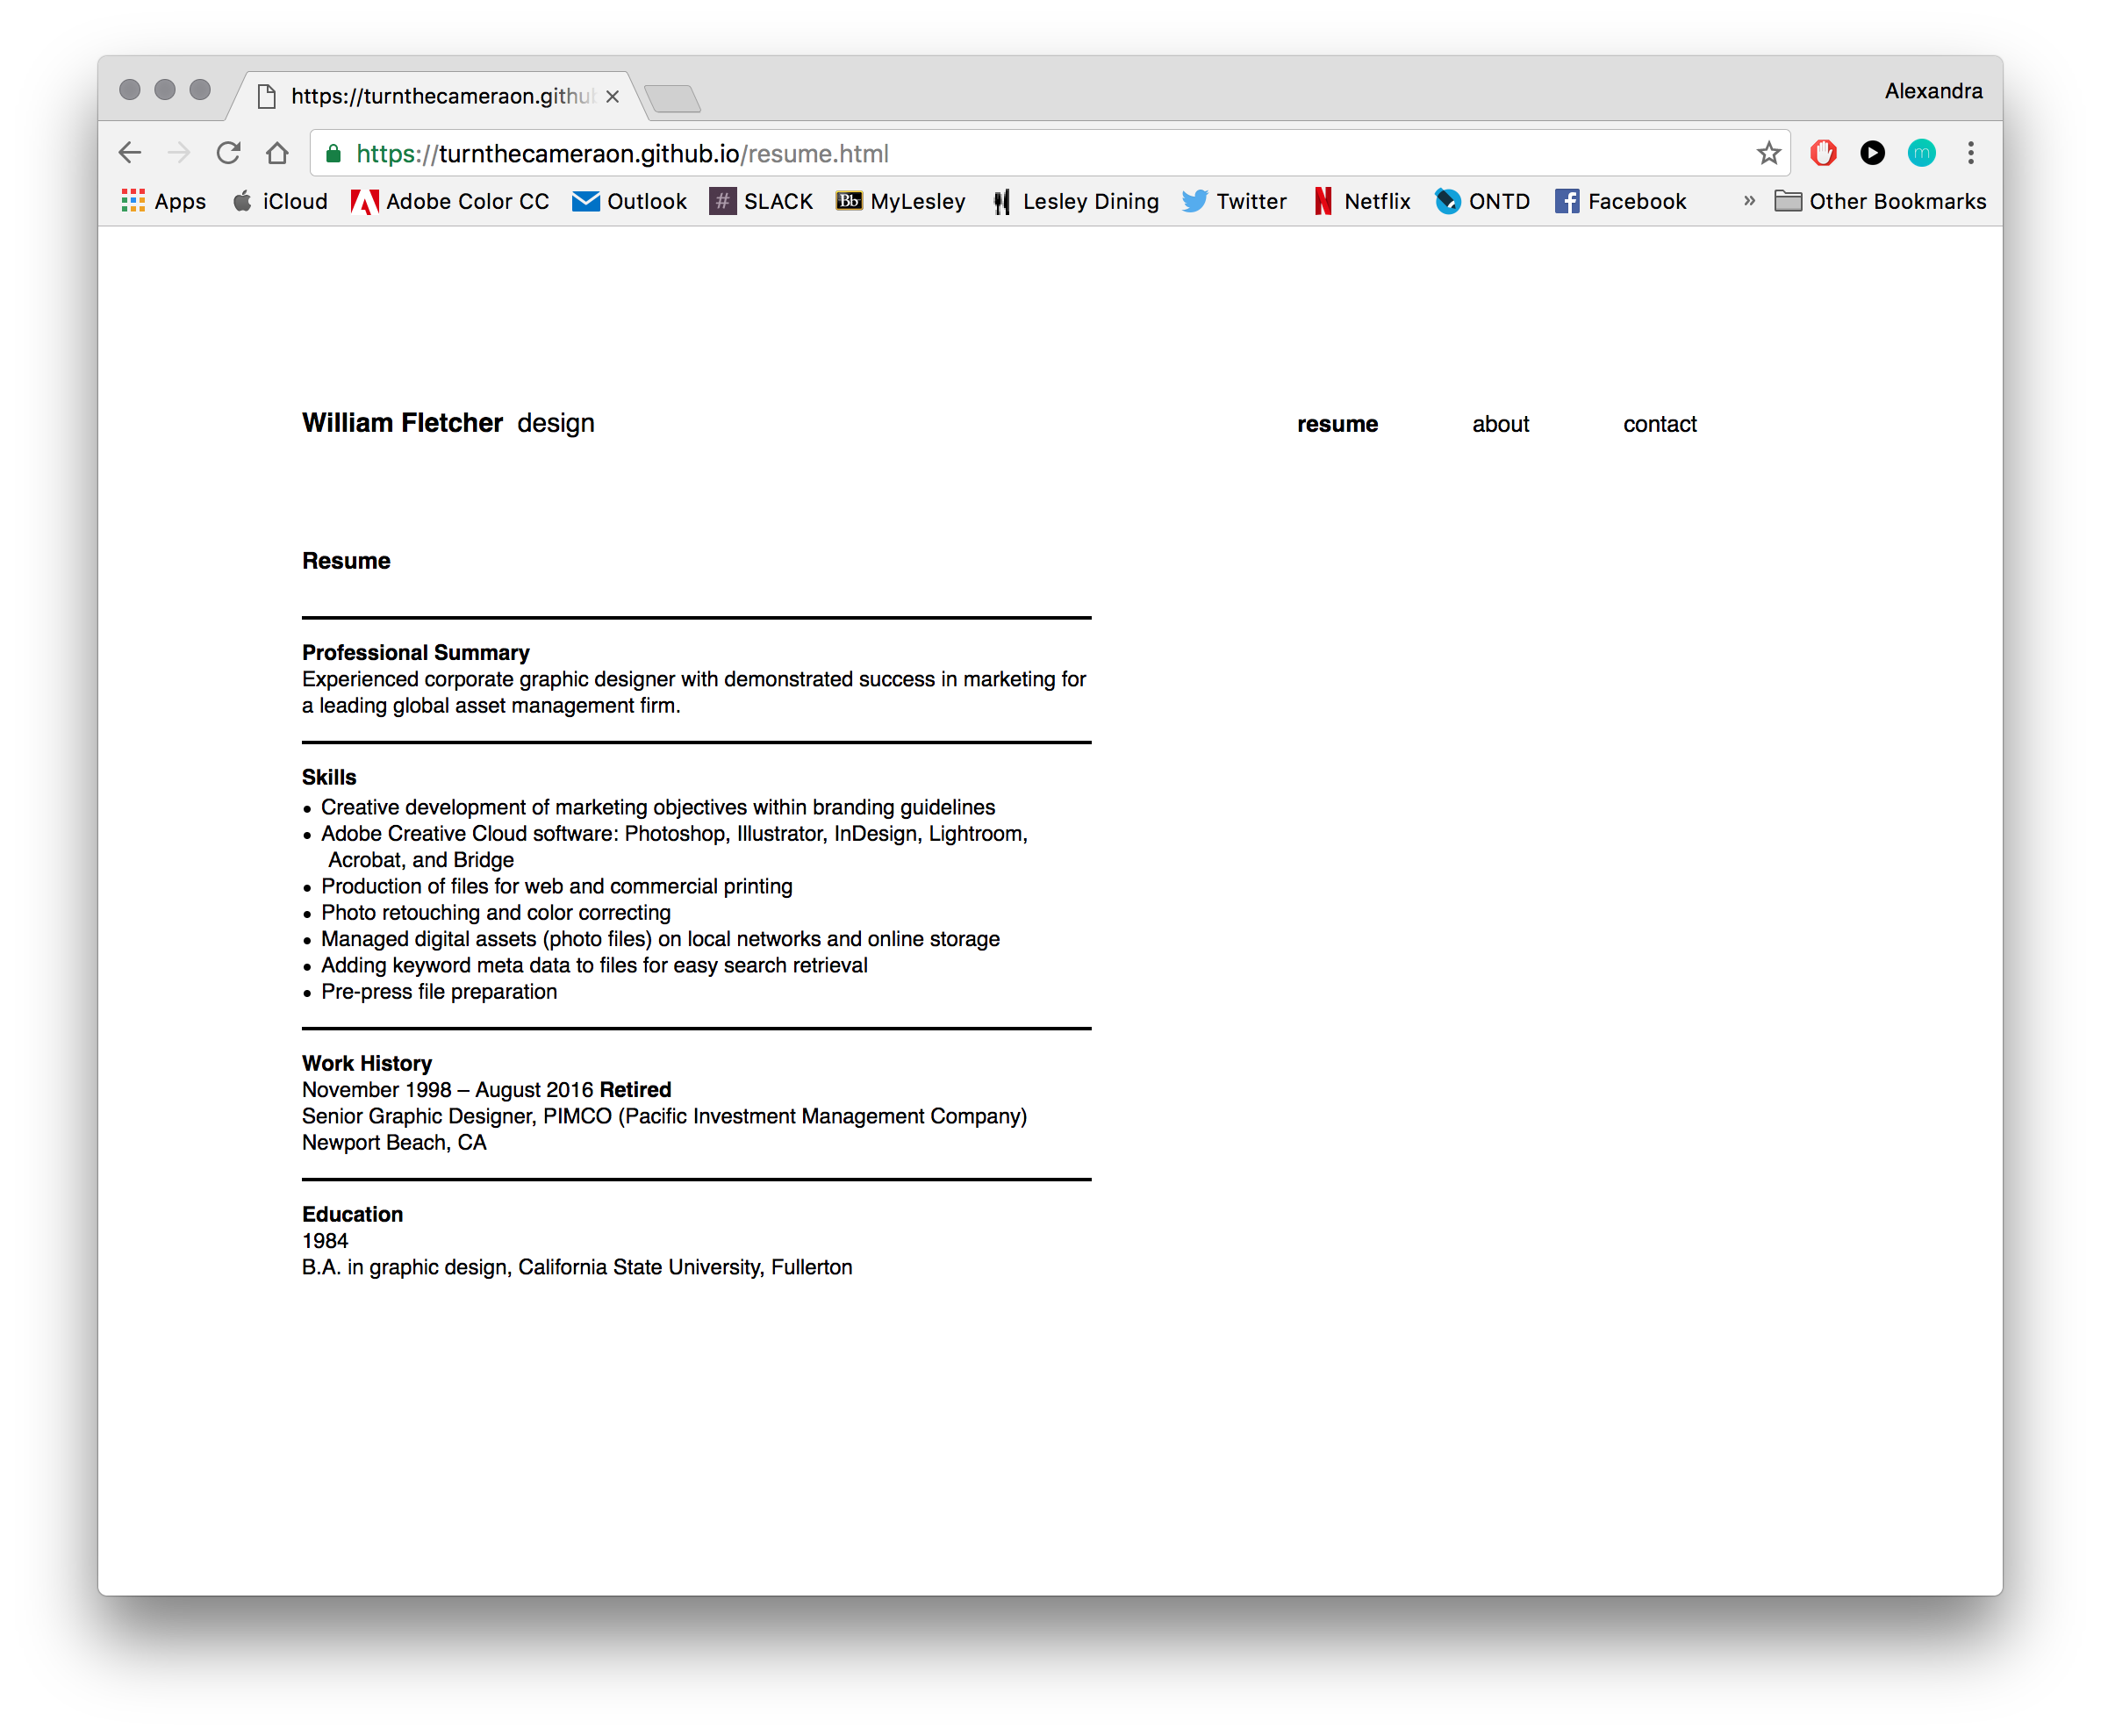 https://turnthecameraon.githu
Alexandra
https://turnthecameraon.github.io/resume.html
m
Apps iCloud Adobe Color CC Outlook # SLACK Bb MyLesley Lesley Dining Twitter N Netflix ONTD f Facebook » Other Bookmarks
William Fletcher design resume about contact
Resume
Professional Summary
Experienced corporate graphic designer with demonstrated success in marketing for
a leading global asset management firm.
Skills
• Creative development of marketing objectives within branding guidelines
• Adobe Creative Cloud software: Photoshop, Illustrator, InDesign, Lightroom,
Acrobat, and Bridge
• Production of files for web and commercial printing
• Photo retouching and color correcting
• Managed digital assets (photo files) on local networks and online storage
• Adding keyword meta data to files for easy search retrieval
• Pre-press file preparation
Work History
November 1998 – August 2016 Retired
Senior Graphic Designer, PIMCO (Pacific Investment Management Company)
Newport Beach, CA
Education
1984
B.A. in graphic design, California State University, Fullerton